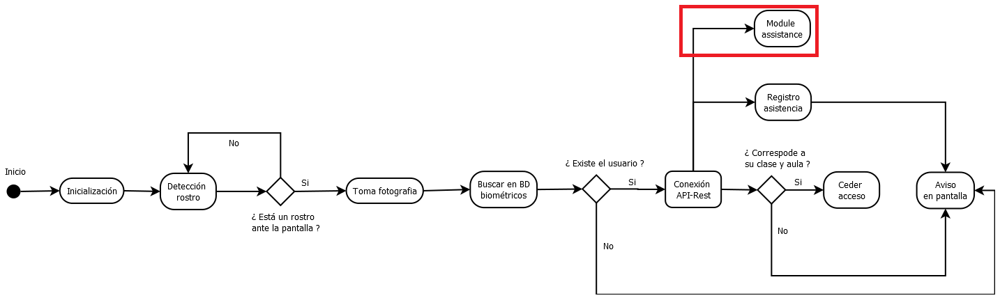 Module
assistance
Registro
asistencia
¿ Correspode a
su clase y aula ?
No
¿ Existe el usuario ?
Inicio
Inicialización
Detección
rostro
Si
Toma fotografia
Buscar en BD
biométricos
Si
Conexión
API-Rest
Si
Ceder
acceso
Aviso
en pantalla
¿ Está un rostro
ante la pantalla ?
No
No